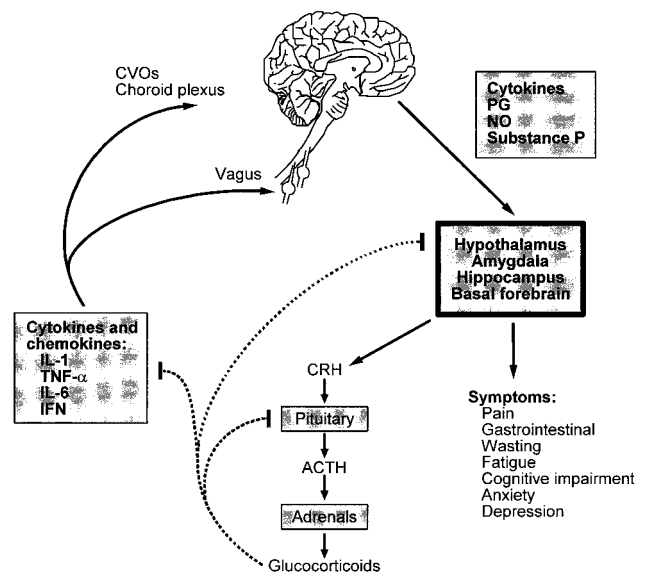 CVOs
Choroid plexus
Vagus
Cytokines
PG
NO
Substance P
Hypothalamus
Amygdala
Hippocampus
Basal forebrain
Cytokines and
chemokines:
IL-1
TNF-α
IL-6
IFN
CRH
Pituitary
ACTH
Adrenals
Glucocorticoids
Symptoms:
Pain
Gastrointestinal
Wasting
Fatigue
Cognitive impairment
Anxiety
Depression